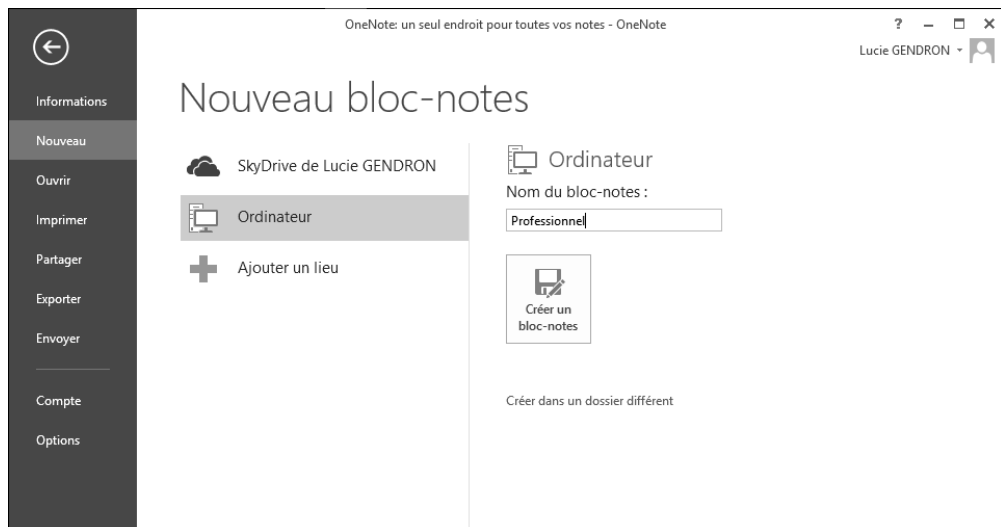 OneNote: un seul endroit pour toutes vos notes - OneNote
?
Lucie GENDRON
Informations
Nouveau
Ouvrir
Imprimer
Partager
Exporter
Envoyer
Compte
Options
Nouveau bloc-notes
SkyDrive de Lucie GENDRON
Ordinateur
Ajouter un lieu
Ordinateur
Nom du bloc-notes :
Professionnel
Créer un
bloc-notes
Créer dans un dossier différent